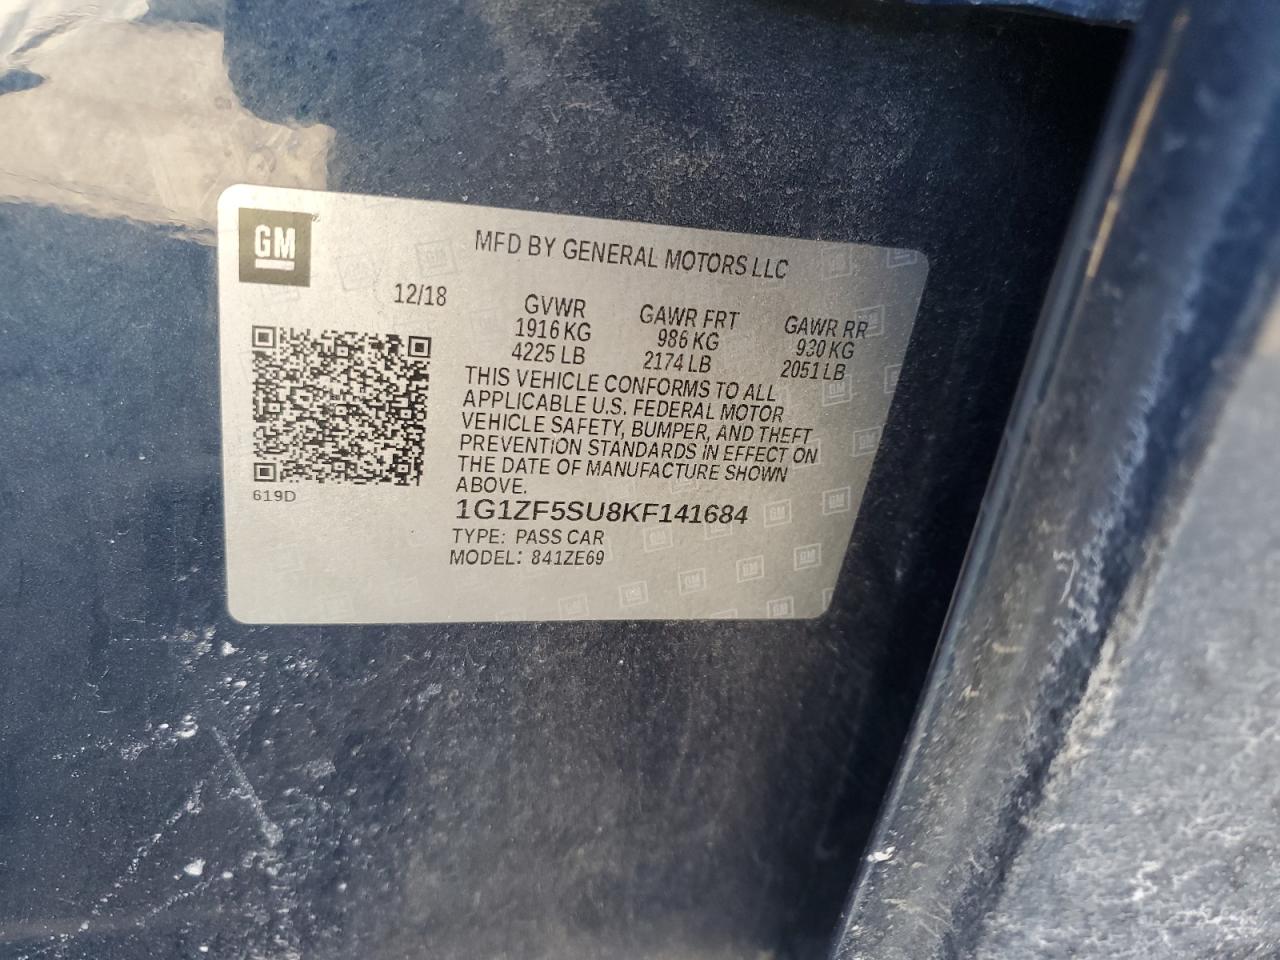 GM
MFD BY GENERAL MOTORS LLC
12/18
GVWR GAWR FRT GAWR RR
1916 KG 986 KG 930 KG
4225 LB 2174 LB 2051 LB
THIS VEHICLE CONFORMS TO ALL
APPLICABLE U.S. FEDERAL MOTOR
VEHICLE SAFETY, BUMPER, AND THEFT
PREVENTION STANDARDS IN EFFECT ON
THE DATE OF MANUFACTURE SHOWN
ABOVE.
619D
1G1ZF5SU8KF141684
TYPE: PASS CAR
MODEL: 841ZE69